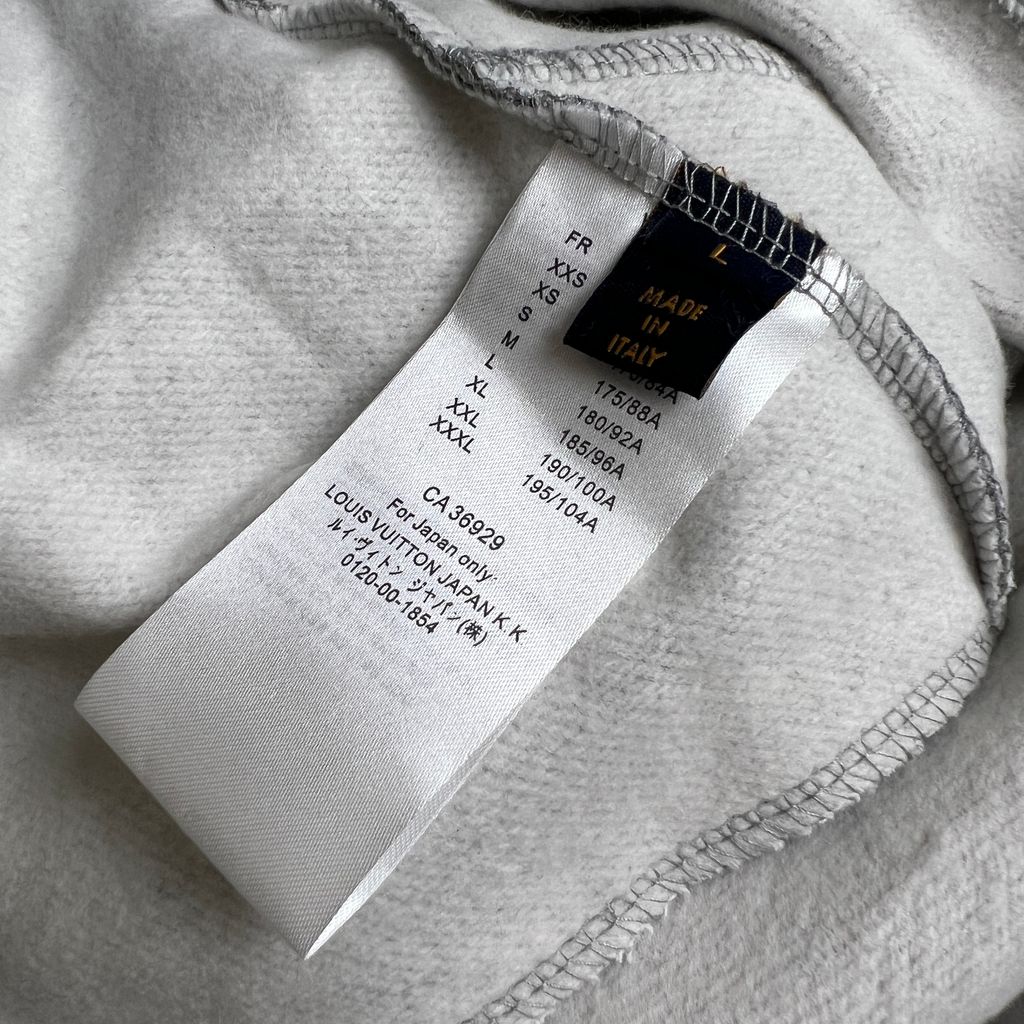 L
MADE
IN
ITALY
FR
XXS
XS
S
M
L 175/88A
XL 180/92A
XXL 185/96A
XXXL 190/100A
195/104A
CA 36929
For Japan only:
LOUIS VUITTON JAPAN K.K.
ルイ・ヴィトン ジャパン(株)
0120-00-1854